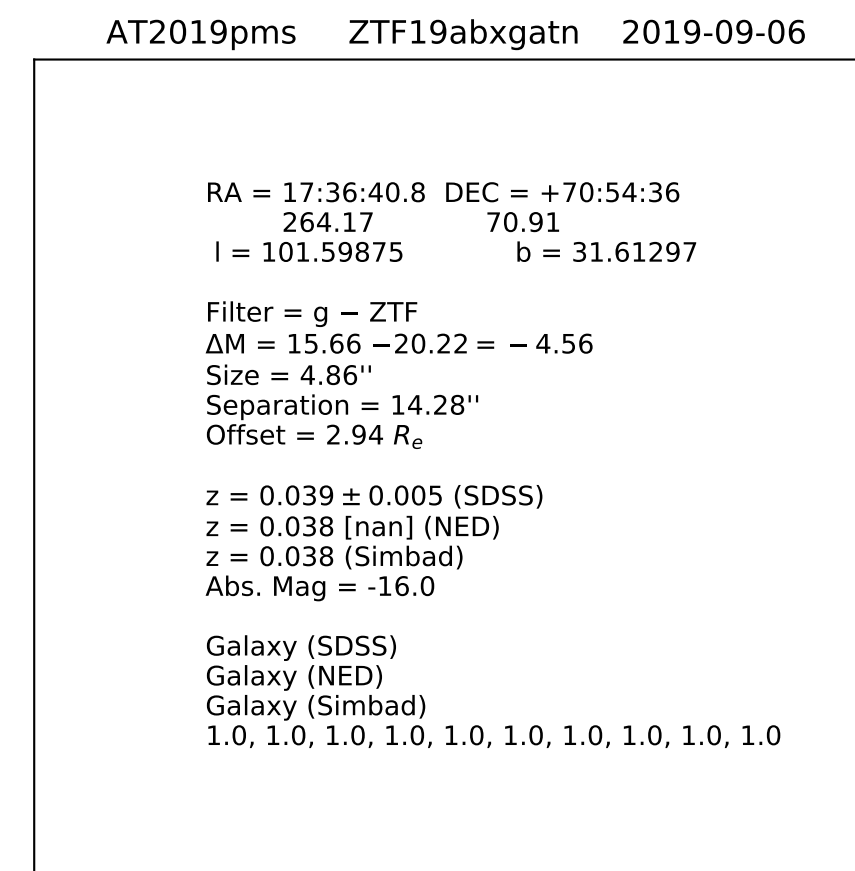 AT2019pms ZTF19abxgatn 2019-09-06
RA = 17:36:40.8 DEC = +70:54:36
264.17 70.91
l = 101.59875 b = 31.61297
Filter = g − ZTF
ΔM = 15.66 −20.22 = − 4.56
Size = 4.86''
Separation = 14.28''
Offset = 2.94 Rₑ
z = 0.039 ± 0.005 (SDSS)
z = 0.038 [nan] (NED)
z = 0.038 (Simbad)
Abs. Mag = -16.0
Galaxy (SDSS)
Galaxy (NED)
Galaxy (Simbad)
1.0, 1.0, 1.0, 1.0, 1.0, 1.0, 1.0, 1.0, 1.0, 1.0